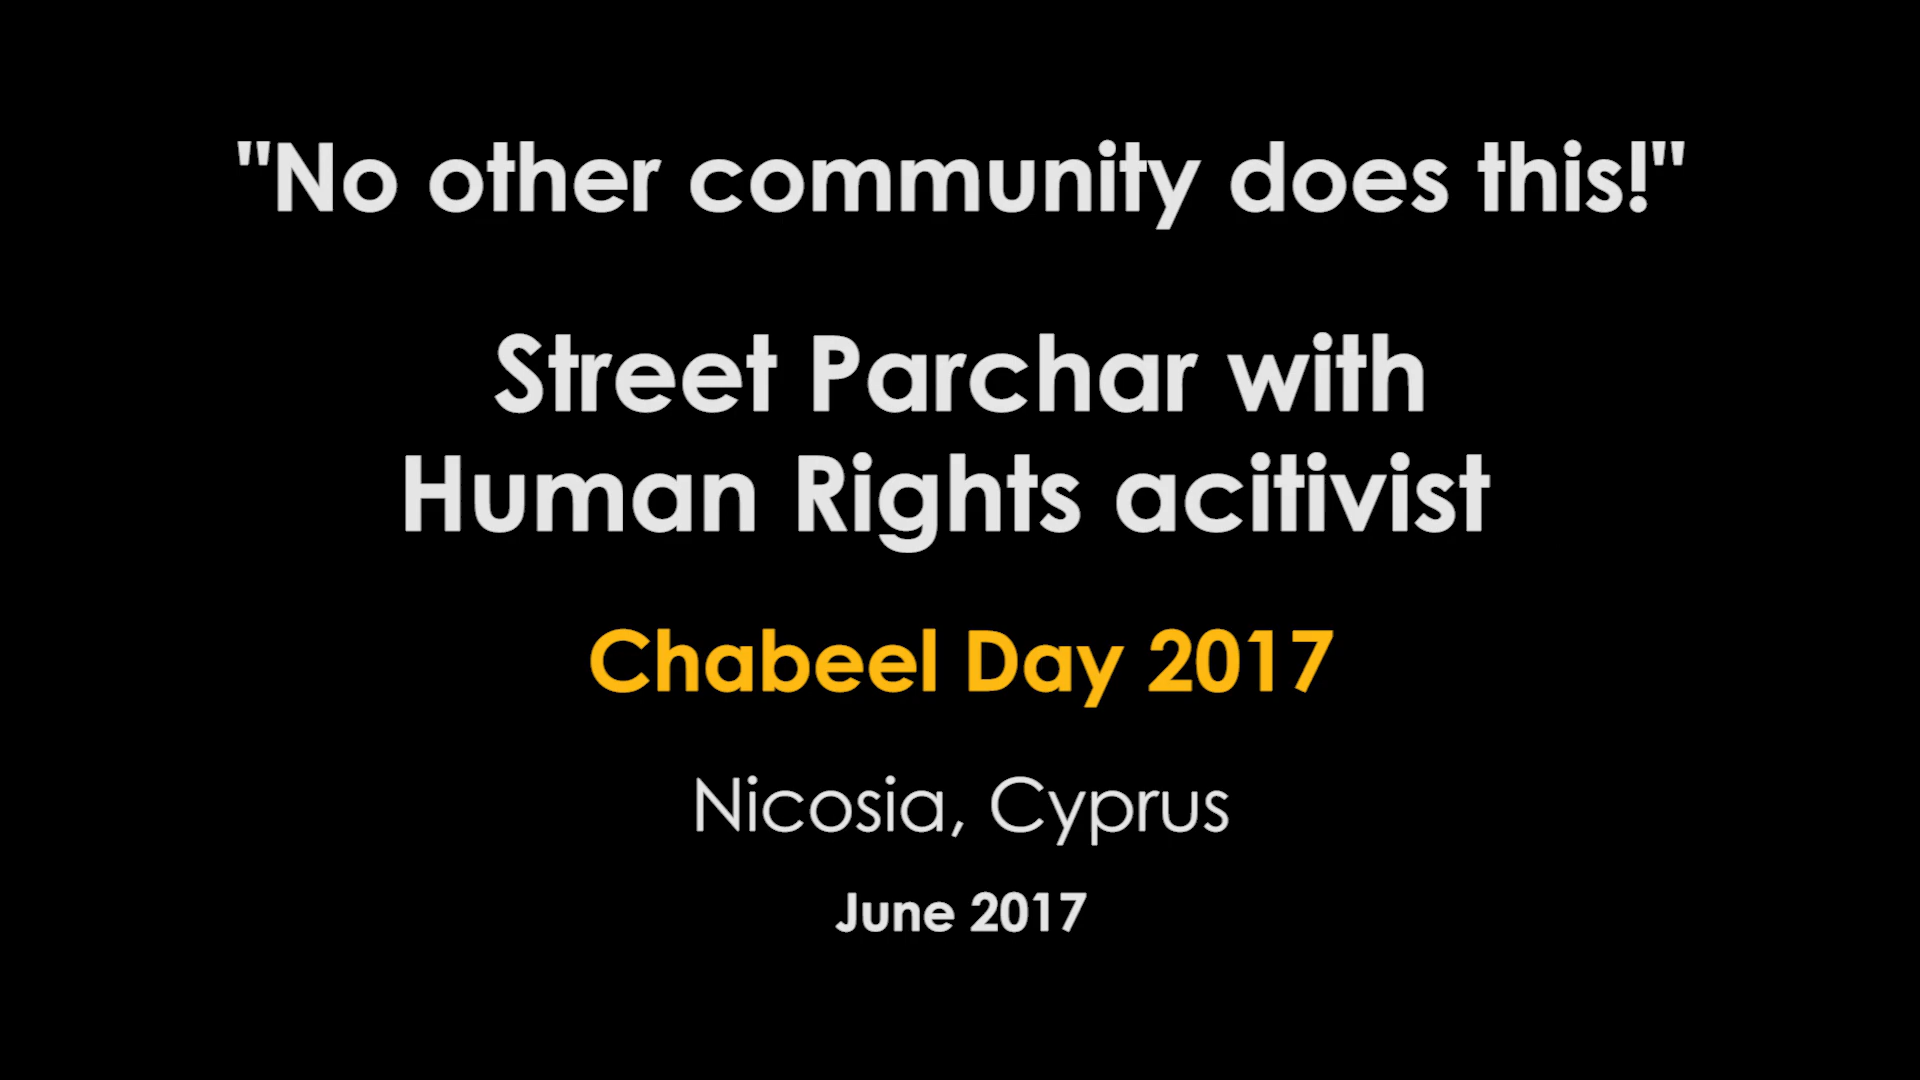 "No other community does this!"
Street Parchar with
Human Rights acitivist
Chabeel Day 2017
Nicosia, Cyprus
June 2017